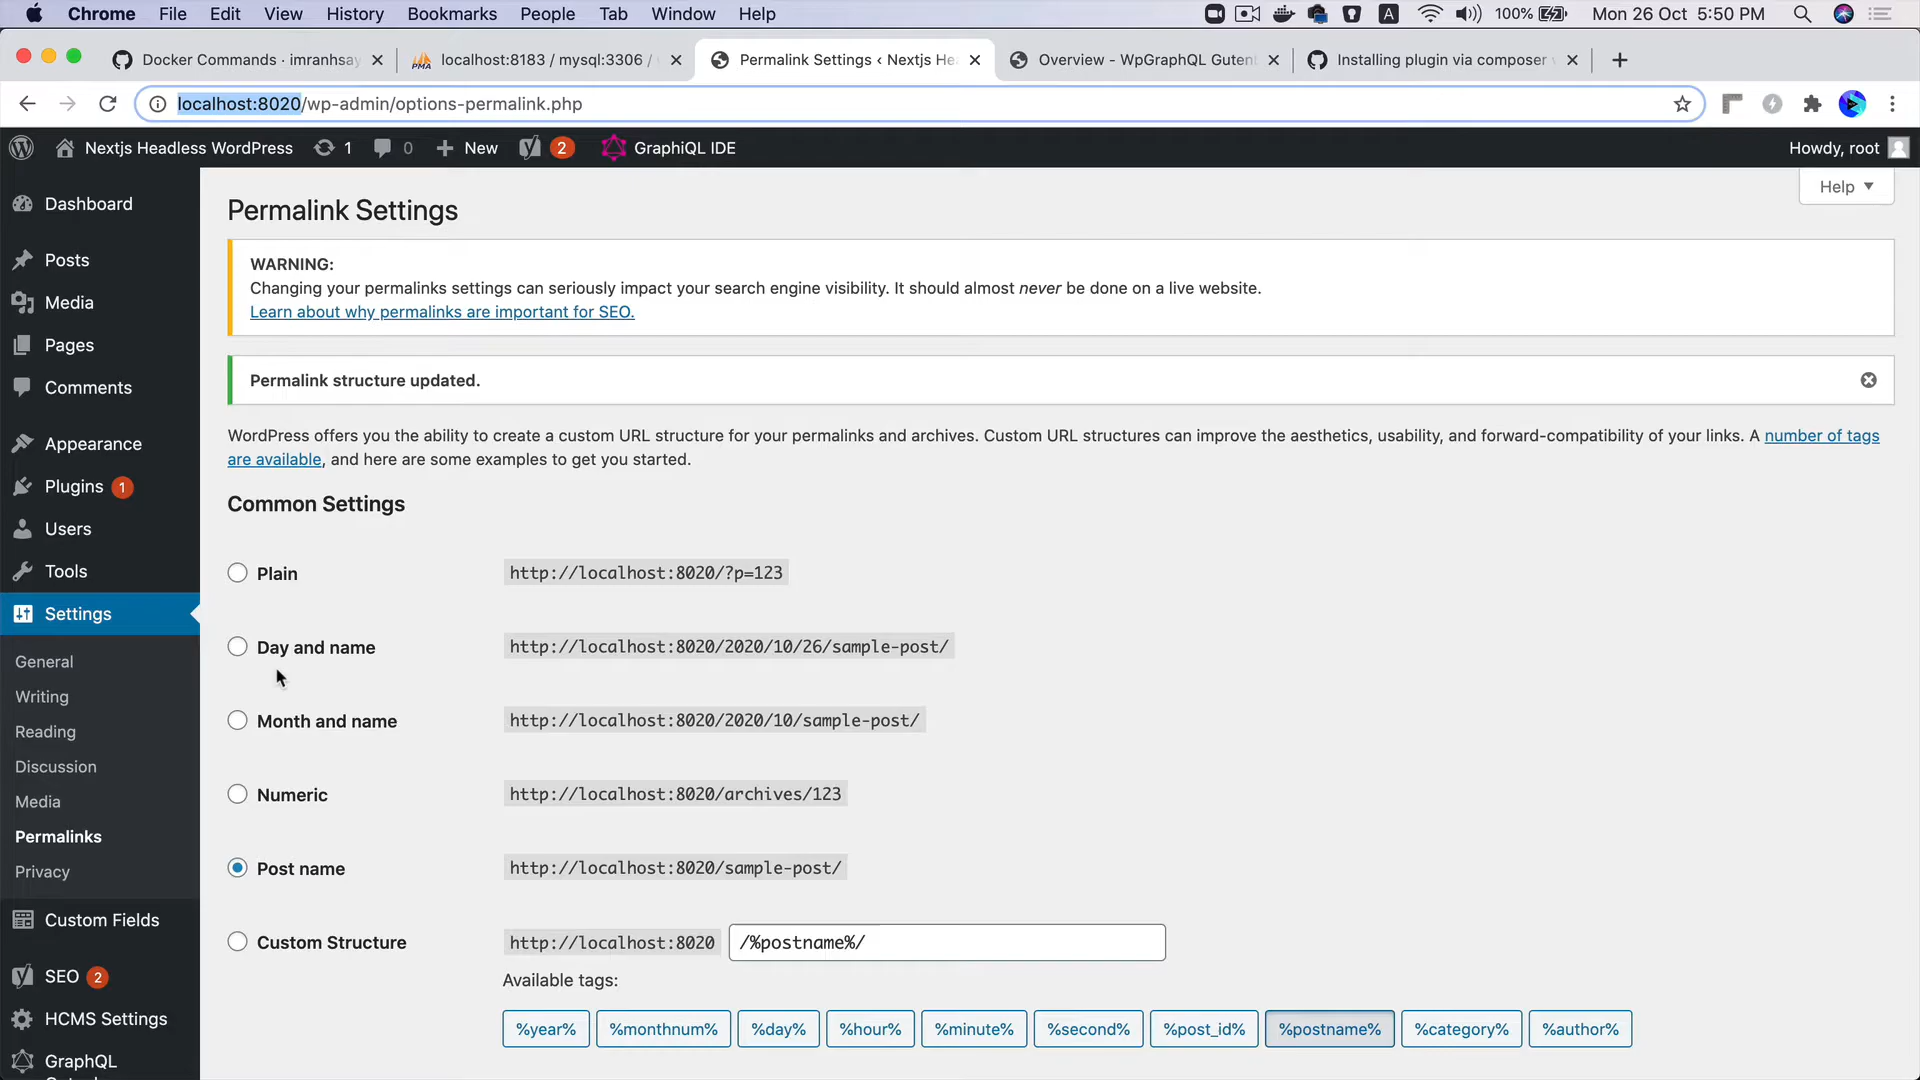 Chrome File Edit View History Bookmarks People Tab Window Help 100% Mon 26 Oct 5:50 PM
Docker Commands · imranhsay localhost:8183 / mysql:3306 / Permalink Settings ‹ Nextjs He Overview - WpGraphQL Gutenb Installing plugin via composer
localhost:8020/wp-admin/options-permalink.php
Nextjs Headless WordPress 1 0 New 2 GraphiQL IDE Howdy, root
Help
Dashboard
Posts
Media
Pages
Comments
Appearance
Plugins 1
Users
Tools
Settings
General
Writing
Reading
Discussion
Media
Permalinks
Privacy
Custom Fields
SEO 2
HCMS Settings
GraphQL
Permalink Settings
WARNING:
Changing your permalinks settings can seriously impact your search engine visibility. It should almost never be done on a live website.
Learn about why permalinks are important for SEO.
Permalink structure updated.
WordPress offers you the ability to create a custom URL structure for your permalinks and archives. Custom URL structures can improve the aesthetics, usability, and forward-compatibility of your links. A number of tags
are available, and here are some examples to get you started.
Common Settings
Plain http://localhost:8020/?p=123
Day and name http://localhost:8020/2020/10/26/sample-post/
Month and name http://localhost:8020/2020/10/sample-post/
Numeric http://localhost:8020/archives/123
Post name http://localhost:8020/sample-post/
Custom Structure http://localhost:8020 /%postname%/
Available tags:
%year% %monthnum% %day% %hour% %minute% %second% %post_id% %postname% %category% %author%